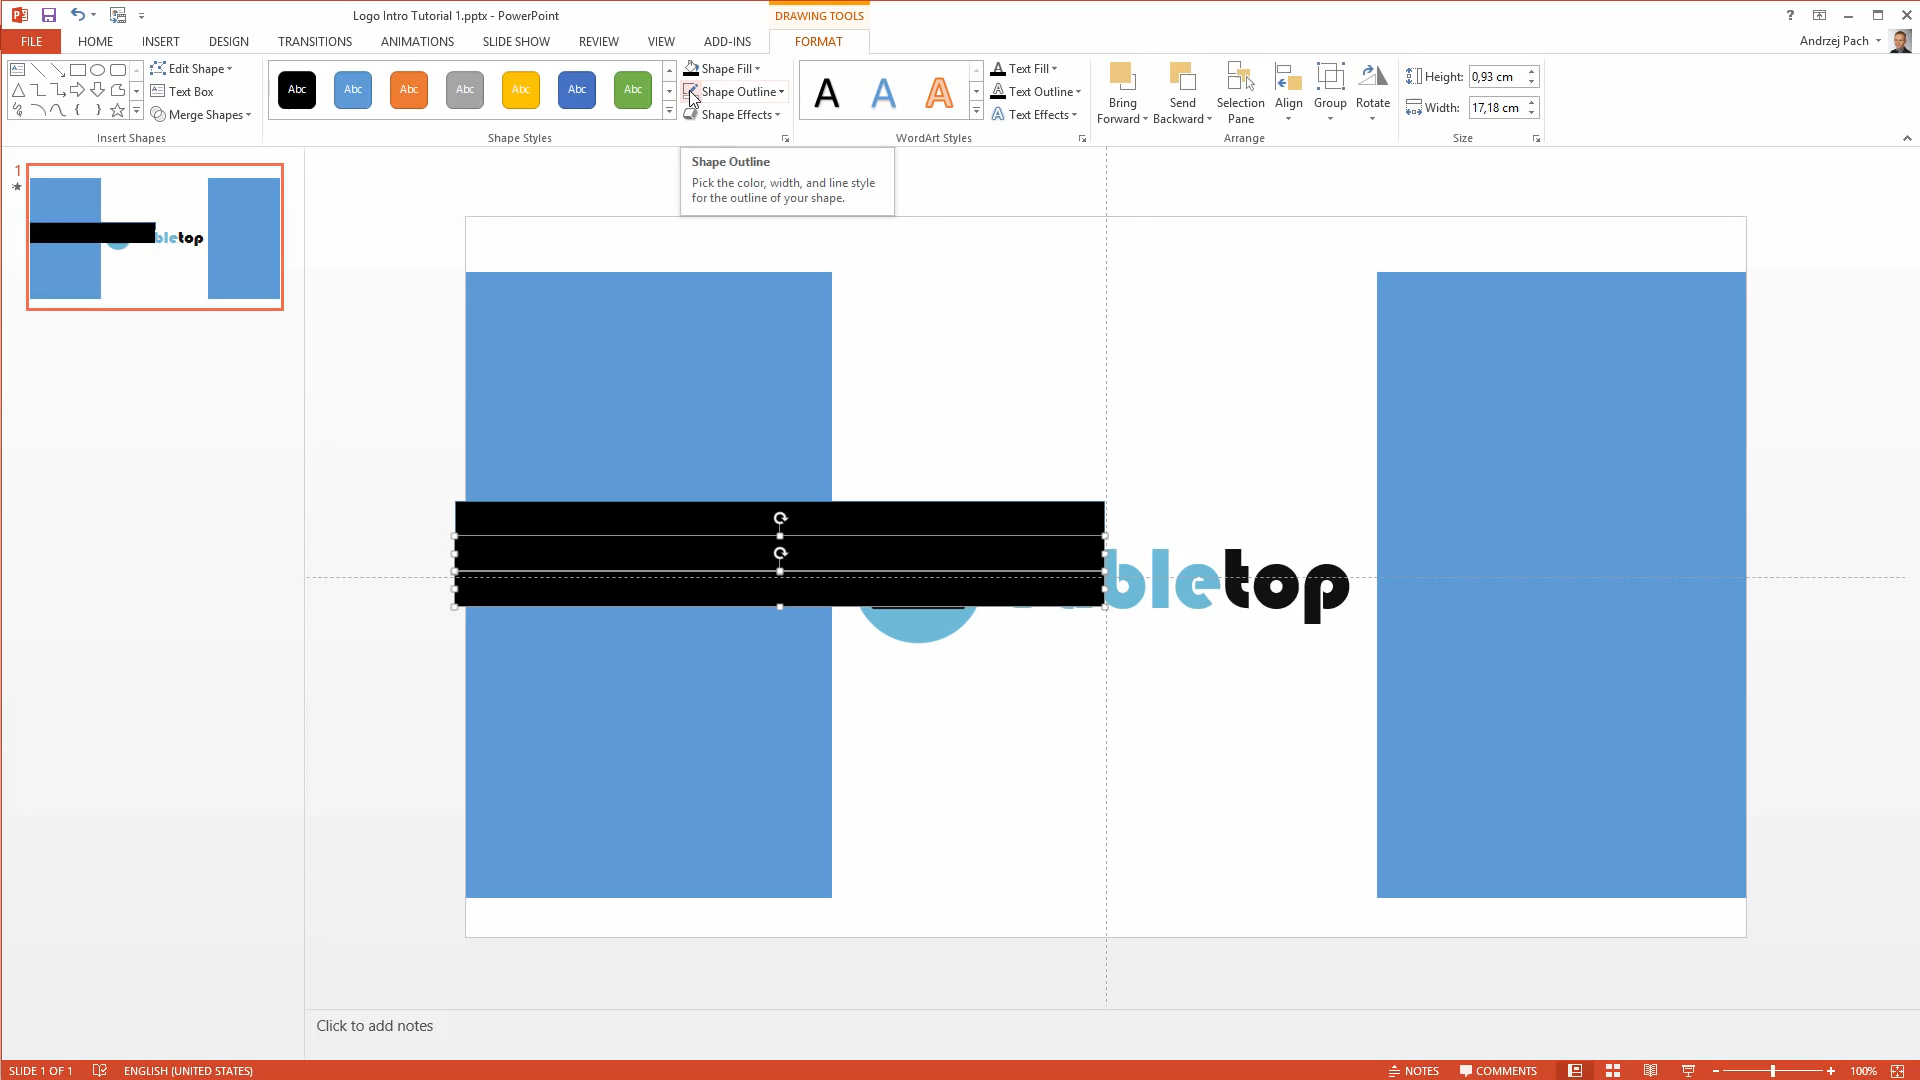 Logo Intro Tutorial 1.pptx - PowerPoint
DRAWING TOOLS
?
FILE
HOME
INSERT
DESIGN
TRANSITIONS
ANIMATIONS
SLIDE SHOW
REVIEW
VIEW
ADD-INS
FORMAT
Andrzej Pach
Edit Shape
Text Box
Merge Shapes
Insert Shapes
Abc
Abc
Abc
Abc
Abc
Abc
Abc
Shape Styles
Shape Fill
Shape Outline
Shape Effects
A
A
A
WordArt Styles
Text Fill
Text Outline
Text Effects
Bring
Forward
Send
Backward
Selection
Pane
Align
Group
Rotate
Arrange
Height:
0,93 cm
Width:
17,18 cm
Size
Shape Outline
Pick the color, width, and line style
for the outline of your shape.
1
bletop
bletop
Click to add notes
SLIDE 1 OF 1
ENGLISH (UNITED STATES)
NOTES
COMMENTS
100%